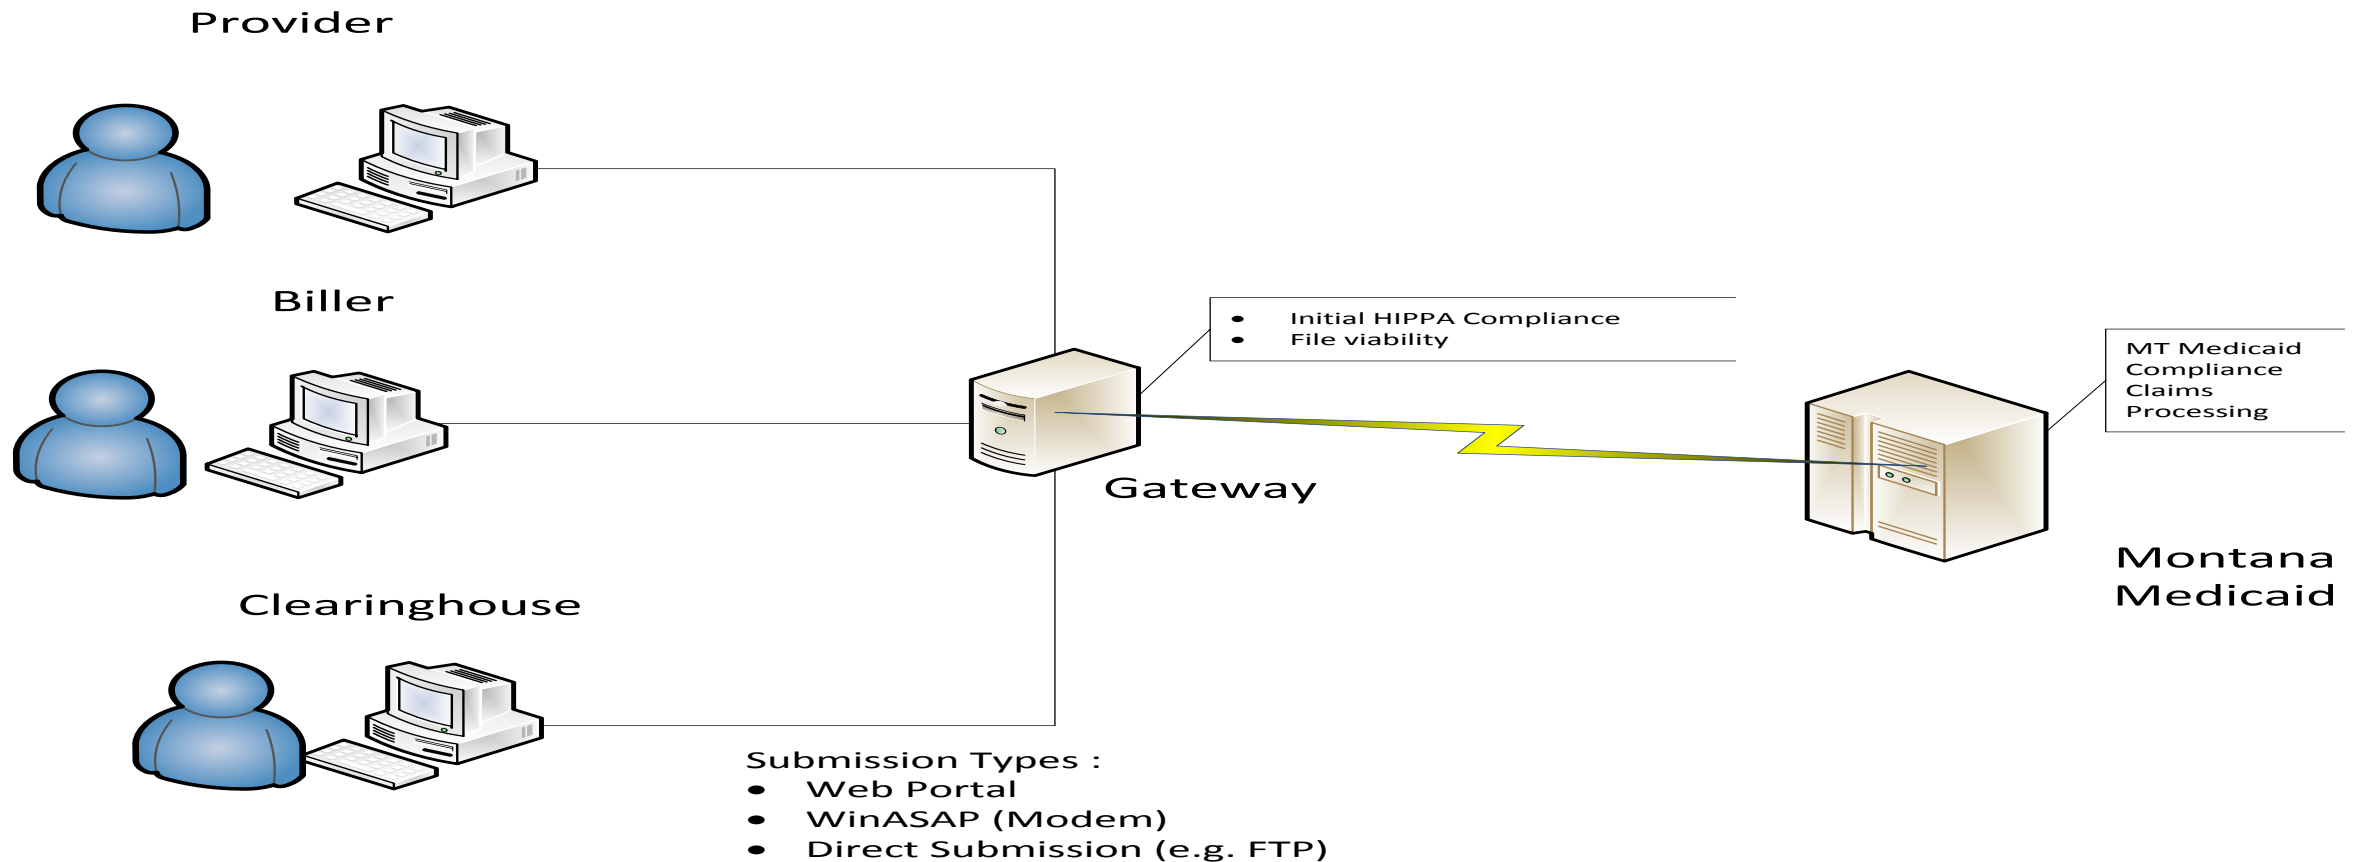 Provider
Biller
● Initial HIPPA Compliance
● File viability
MT Medicaid
Compliance
Claims
Processing
Gateway
Montana
Medicaid
Clearinghouse
Submission Types :
● Web Portal
● WinASAP (Modem)
● Direct Submission (e.g. FTP)